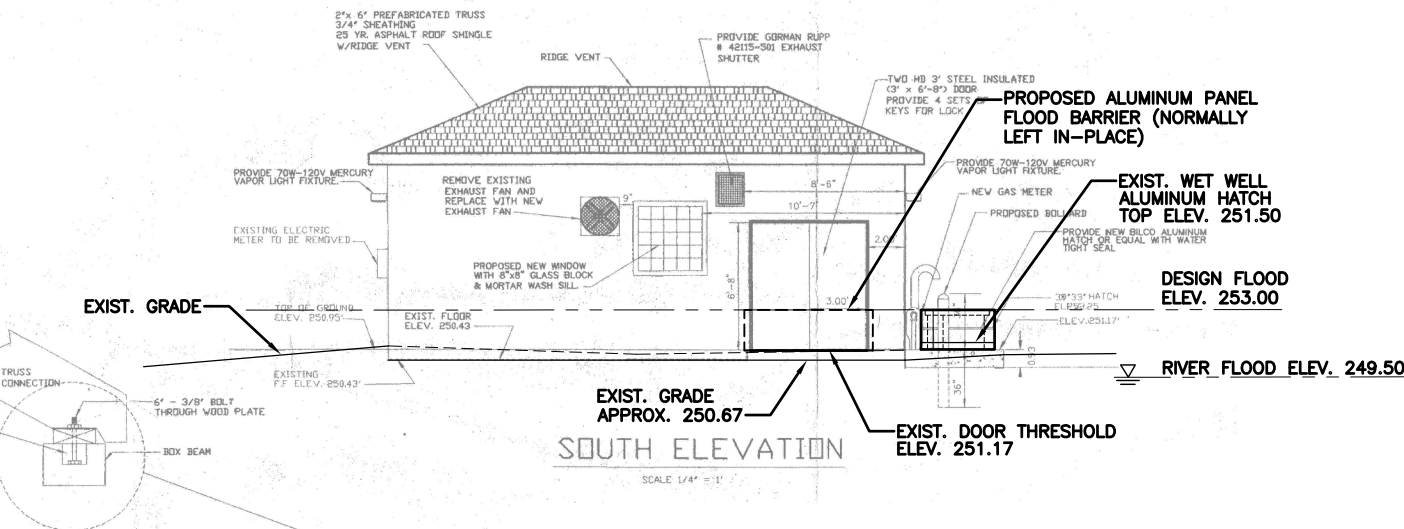 2"x 6" PREFABRICATED TRUSS
3/4" SHEATHING
25 YR. ASPHALT ROOF SHINGLE
W/RIDGE VENT
RIDGE VENT
PROVIDE GORMAN RUPP
# 42115-501 EXHAUST
SHUTTER
TWO HD 3' STEEL INSULATED
(3' x 6'-8") DOOR
PROVIDE 4 SETS OF
KEYS FOR LOCK
PROPOSED ALUMINUM PANEL
FLOOD BARRIER (NORMALLY
LEFT IN-PLACE)
PROVIDE 70W-120V MERCURY
VAPOR LIGHT FIXTURE.
REMOVE EXISTING
EXHAUST FAN AND
REPLACE WITH NEW
EXHAUST FAN
9"
8'-6"
10'-7"
PROVIDE 70W-120V MERCURY
VAPOR LIGHT FIXTURE.
NEW GAS METER
EXIST. WET WELL
ALUMINUM HATCH
TOP ELEV. 251.50
PROPOSED BOLLARD
PROVIDE NEW BILCO ALUMINUM
HATCH OR EQUAL WITH WATER
TIGHT SEAL
EXISTING ELECTRIC
METER TO BE REMOVED
PROPOSED NEW WINDOW
WITH 8"x8" GLASS BLOCK
& MORTAR WASH SILL
6'-8"
3.00'
DESIGN FLOOD
ELEV. 253.00
EXIST. GRADE
TOP OF GROUND
ELEV. 250.95'
EXIST. FLOOR
ELEV. 250.43
HATCH
ELEV.251.17'
0.93
36"
EXISTING
F.F ELEV. 250.43'
RIVER FLOOD ELEV. 249.50
TRUSS
CONNECTION
6" - 3/8" BOLT
THROUGH WOOD PLATE
BOX BEAM
EXIST. GRADE
APPROX. 250.67
EXIST. DOOR THRESHOLD
ELEV. 251.17
SOUTH ELEVATION
SCALE 1/4" = 1'